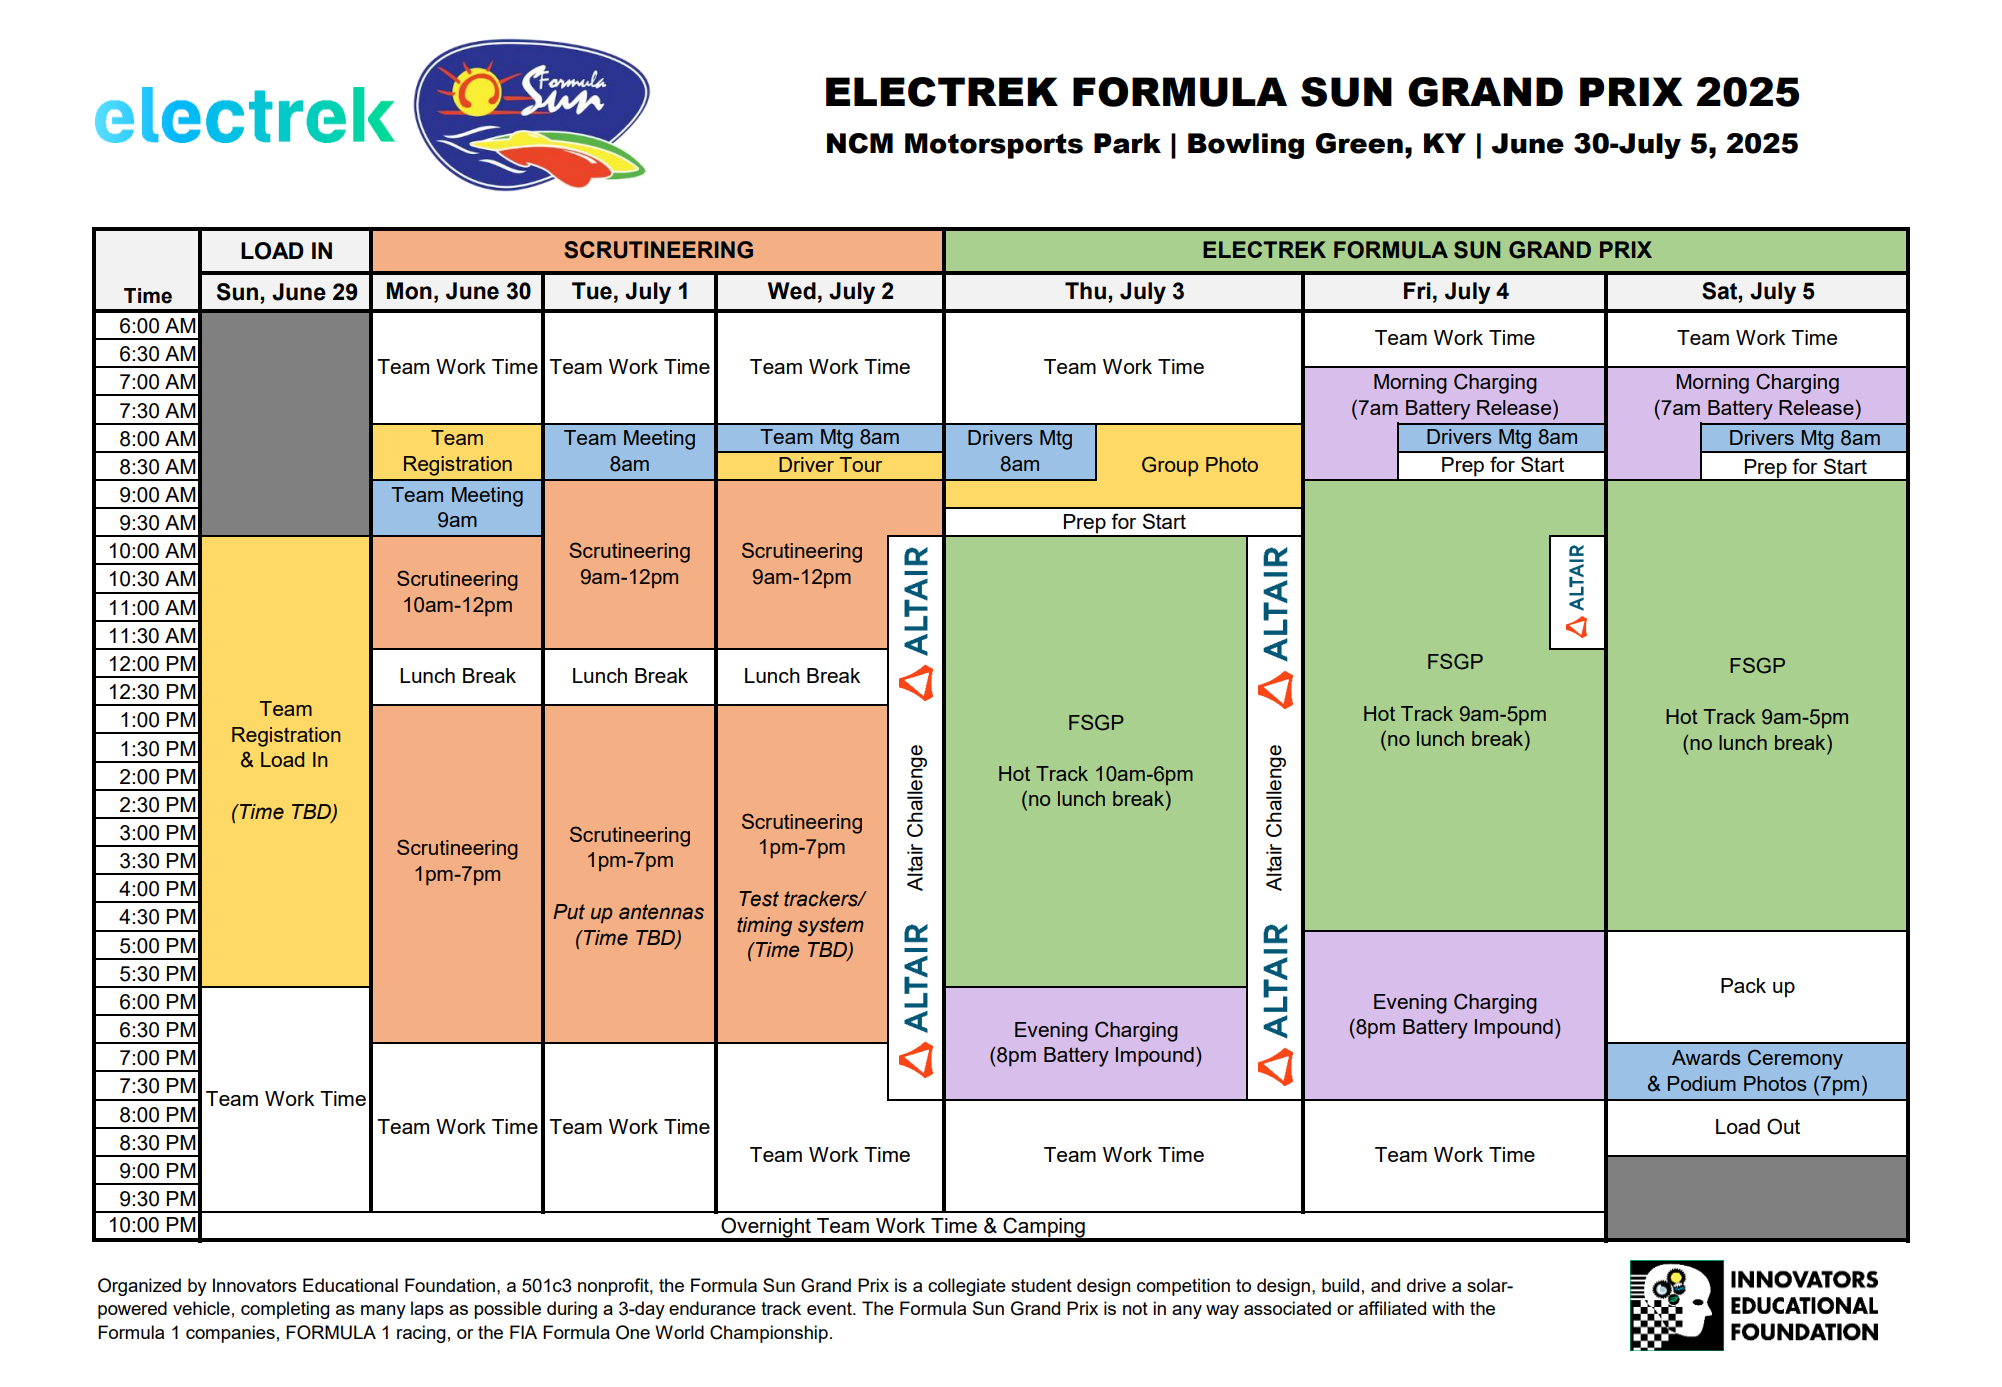 electrek
Formula
Sun
ELECTREK FORMULA SUN GRAND PRIX 2025
NCM Motorsports Park | Bowling Green, KY | June 30-July 5, 2025
Time
LOAD IN
SCRUTINEERING
ELECTREK FORMULA SUN GRAND PRIX
Sun, June 29
Mon, June 30
Tue, July 1
Wed, July 2
Thu, July 3
Fri, July 4
Sat, July 5
6:00 AM
6:30 AM
7:00 AM
7:30 AM
8:00 AM
8:30 AM
9:00 AM
9:30 AM
10:00 AM
10:30 AM
11:00 AM
11:30 AM
12:00 PM
12:30 PM
1:00 PM
1:30 PM
2:00 PM
2:30 PM
3:00 PM
3:30 PM
4:00 PM
4:30 PM
5:00 PM
5:30 PM
6:00 PM
6:30 PM
7:00 PM
7:30 PM
8:00 PM
8:30 PM
9:00 PM
9:30 PM
10:00 PM
Team
Registration
& Load In
(Time TBD)
Team Work Time
Team Work Time
Team
Registration
Team Meeting
9am
Scrutineering
10am-12pm
Lunch Break
Scrutineering
1pm-7pm
Team Work Time
Team Work Time
Team Meeting
8am
Scrutineering
9am-12pm
Lunch Break
Scrutineering
1pm-7pm
Put up antennas
(Time TBD)
Team Work Time
Team Work Time
Team Mtg 8am
Driver Tour
Scrutineering
9am-12pm
Lunch Break
Scrutineering
1pm-7pm
Test trackers/
timing system
(Time TBD)
Team Work Time
ALTAIR
Altair Challenge
ALTAIR
Team Work Time
Drivers Mtg
8am
Group Photo
Prep for Start
FSGP
Hot Track 10am-6pm
(no lunch break)
Evening Charging
(8pm Battery Impound)
Team Work Time
ALTAIR
Altair Challenge
ALTAIR
Team Work Time
Morning Charging
(7am Battery Release)
Drivers Mtg 8am
Prep for Start
ALTAIR
FSGP
Hot Track 9am-5pm
(no lunch break)
Evening Charging
(8pm Battery Impound)
Team Work Time
Team Work Time
Morning Charging
(7am Battery Release)
Drivers Mtg 8am
Prep for Start
FSGP
Hot Track 9am-5pm
(no lunch break)
Pack up
Awards Ceremony
& Podium Photos (7pm)
Load Out
Overnight Team Work Time & Camping
Organized by Innovators Educational Foundation, a 501c3 nonprofit, the Formula Sun Grand Prix is a collegiate student design competition to design, build, and drive a solar-
powered vehicle, completing as many laps as possible during a 3-day endurance track event. The Formula Sun Grand Prix is not in any way associated or affiliated with the
Formula 1 companies, FORMULA 1 racing, or the FIA Formula One World Championship.
INNOVATORS
EDUCATIONAL
FOUNDATION